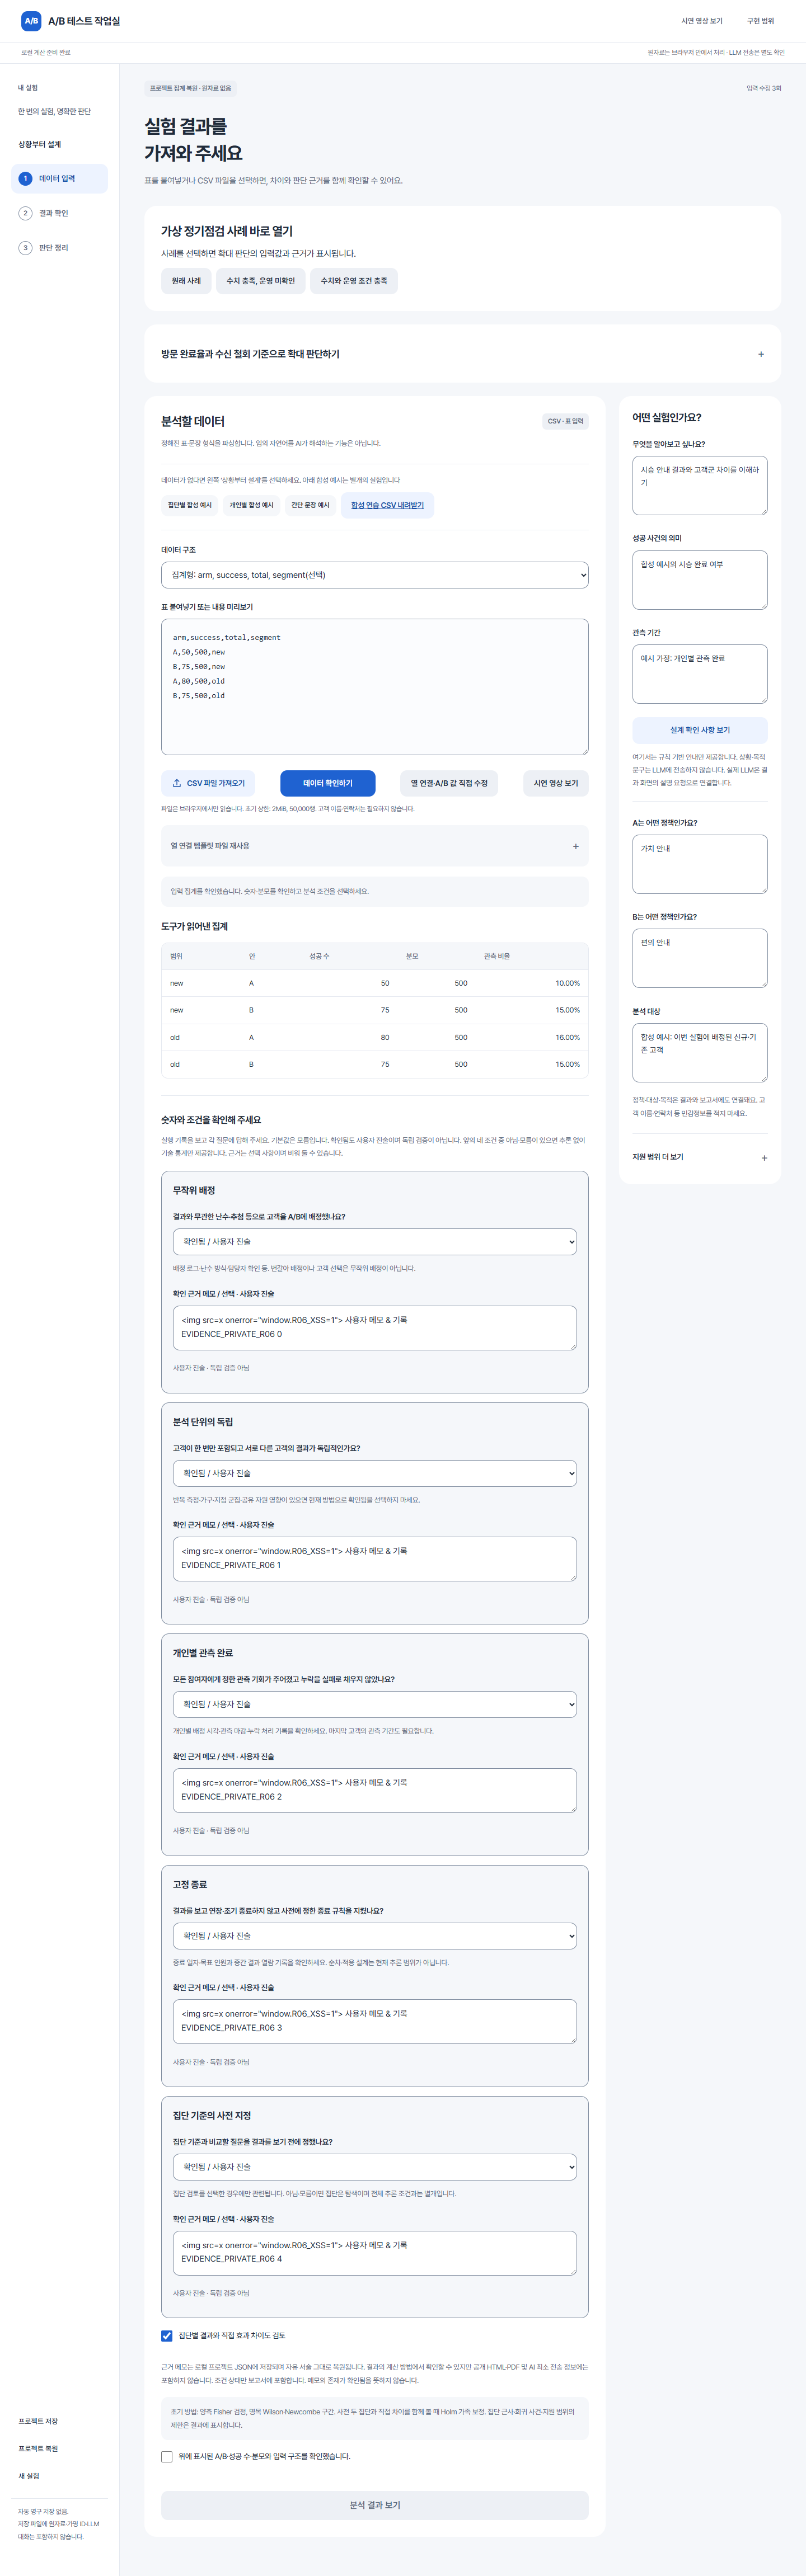 A/B
A/B 테스트 작업실
시연 영상 보기
구현 범위
로컬 계산 준비 완료
원자료는 브라우저 안에서 처리 · LLM 전송은 별도 확인
내 실험
한 번의 실험, 명확한 판단
상황부터 설계
1 데이터 입력
2 결과 확인
3 판단 정리
프로젝트 저장
프로젝트 복원
새 실험
자동 영구 저장 없음.
저장 파일에 원자료·가명 ID·LLM
대화는 포함하지 않습니다.
프로젝트 집계 복원 · 원자료 없음
입력 수정 3회
실험 결과를
가져와 주세요
표를 붙여넣거나 CSV 파일을 선택하면, 차이와 판단 근거를 함께 확인할 수 있어요.
가상 정기점검 사례 바로 열기
사례를 선택하면 확대 판단의 입력값과 근거가 표시됩니다.
원래 사례
수치 충족, 운영 미확인
수치와 운영 조건 충족
방문 완료율과 수신 철회 기준으로 확대 판단하기
+
분석할 데이터
CSV · 표 입력
정해진 표·문장 형식을 파싱합니다. 임의 자연어를 AI가 해석하는 기능은 아닙니다.
데이터가 없다면 왼쪽 '상황부터 설계'를 선택하세요. 아래 합성 예시는 별개의 실험입니다
집단별 합성 예시
개인별 합성 예시
간단 문장 예시
합성 연습 CSV 내려받기
데이터 구조
집계형: arm, success, total, segment(선택)
표 붙여넣기 또는 내용 미리보기
arm,success,total,segment
A,50,500,new
B,75,500,new
A,80,500,old
B,75,500,old
CSV 파일 가져오기
데이터 확인하기
열 연결·A/B 값 직접 수정
시연 영상 보기
파일은 브라우저에서만 읽습니다. 초기 상한: 2MiB, 50,000행. 고객 이름·연락처는 필요하지 않습니다.
열 연결 템플릿 파일 재사용
+
입력 집계를 확인했습니다. 숫자·분모를 확인하고 분석 조건을 선택하세요.
도구가 읽어낸 집계
범위 안 성공 수 분모 관측 비율
new A 50 500 10.00%
new B 75 500 15.00%
old A 80 500 16.00%
old B 75 500 15.00%
숫자와 조건을 확인해 주세요
실행 기록을 보고 각 질문에 답해 주세요. 기본값은 모름입니다. 확인됨도 사용자 진술이며 독립 검증이 아닙니다. 앞의 네 조건 중 아님·모름이 있으면 추론 없이
기술 통계만 제공합니다. 근거는 선택 사항이며 비워 둘 수 있습니다.
무작위 배정
결과와 무관한 난수·추첨 등으로 고객을 A/B에 배정했나요?
확인됨 / 사용자 진술
배정 로그·난수 방식·담당자 확인 등. 번갈아 배정이나 고객 선택은 무작위 배정이 아닙니다.
확인 근거 메모 / 선택 · 사용자 진술
<img src=x onerror="window.R06_XSS=1"> 사용자 메모 & 기록
EVIDENCE_PRIVATE_R06 0
사용자 진술 · 독립 검증 아님
분석 단위의 독립
고객이 한 번만 포함되고 서로 다른 고객의 결과가 독립적인가요?
확인됨 / 사용자 진술
반복 측정·가구·지점 군집·공유 자원 영향이 있으면 현재 방법으로 확인됨을 선택하지 마세요.
확인 근거 메모 / 선택 · 사용자 진술
<img src=x onerror="window.R06_XSS=1"> 사용자 메모 & 기록
EVIDENCE_PRIVATE_R06 1
사용자 진술 · 독립 검증 아님
개인별 관측 완료
모든 참여자에게 정한 관측 기회가 주어졌고 누락을 실패로 채우지 않았나요?
확인됨 / 사용자 진술
개인별 배정 시각·관측 마감·누락 처리 기록을 확인하세요. 마지막 고객의 관측 기간도 필요합니다.
확인 근거 메모 / 선택 · 사용자 진술
<img src=x onerror="window.R06_XSS=1"> 사용자 메모 & 기록
EVIDENCE_PRIVATE_R06 2
사용자 진술 · 독립 검증 아님
고정 종료
결과를 보고 연장·조기 종료하지 않고 사전에 정한 종료 규칙을 지켰나요?
확인됨 / 사용자 진술
종료 일자·목표 인원과 중간 결과 열람 기록을 확인하세요. 순차·적응 설계는 현재 추론 범위가 아닙니다.
확인 근거 메모 / 선택 · 사용자 진술
<img src=x onerror="window.R06_XSS=1"> 사용자 메모 & 기록
EVIDENCE_PRIVATE_R06 3
사용자 진술 · 독립 검증 아님
집단 기준의 사전 지정
집단 기준과 비교할 질문을 결과를 보기 전에 정했나요?
확인됨 / 사용자 진술
집단 검토를 선택한 경우에만 관련됩니다. 아님·모름이면 집단은 탐색이며 전체 추론 조건과는 별개입니다.
확인 근거 메모 / 선택 · 사용자 진술
<img src=x onerror="window.R06_XSS=1"> 사용자 메모 & 기록
EVIDENCE_PRIVATE_R06 4
사용자 진술 · 독립 검증 아님
집단별 결과와 직접 효과 차이도 검토
근거 메모는 로컬 프로젝트 JSON에 저장되며 자유 서술 그대로 복원됩니다. 결과의 계산 방법에서 확인할 수 있지만 공개 HTML·PDF 및 AI 최소 전송 정보에는
포함하지 않습니다. 조건 상태만 보고서에 포함합니다. 메모의 존재가 확인됨을 뜻하지 않습니다.
초기 방법: 양측 Fisher 검정, 명목 Wilson·Newcombe 구간. 사전 두 집단과 직접 차이를 함께 볼 때 Holm 가족 보정. 집단 근사·희귀 사건·지원 범위의
제한은 결과에 표시합니다.
위에 표시된 A/B·성공 수·분모와 입력 구조를 확인했습니다.
분석 결과 보기
어떤 실험인가요?
무엇을 알아보고 싶나요?
시승 안내 결과와 고객군 차이를 이해하
기
성공 사건의 의미
합성 예시의 시승 완료 여부
관측 기간
예시 가정: 개인별 관측 완료
설계 확인 사항 보기
여기서는 규칙 기반 안내만 제공합니다. 상황·목적
문구는 LLM에 전송하지 않습니다. 실제 LLM은 결
과 화면의 설명 요청으로 연결합니다.
A는 어떤 정책인가요?
가치 안내
B는 어떤 정책인가요?
편의 안내
분석 대상
합성 예시: 이번 실험에 배정된 신규·기
존 고객
정책·대상·목적은 결과와 보고서에도 연결돼요. 고
객 이름·연락처 등 민감정보를 적지 마세요.
지원 범위 더 보기
+